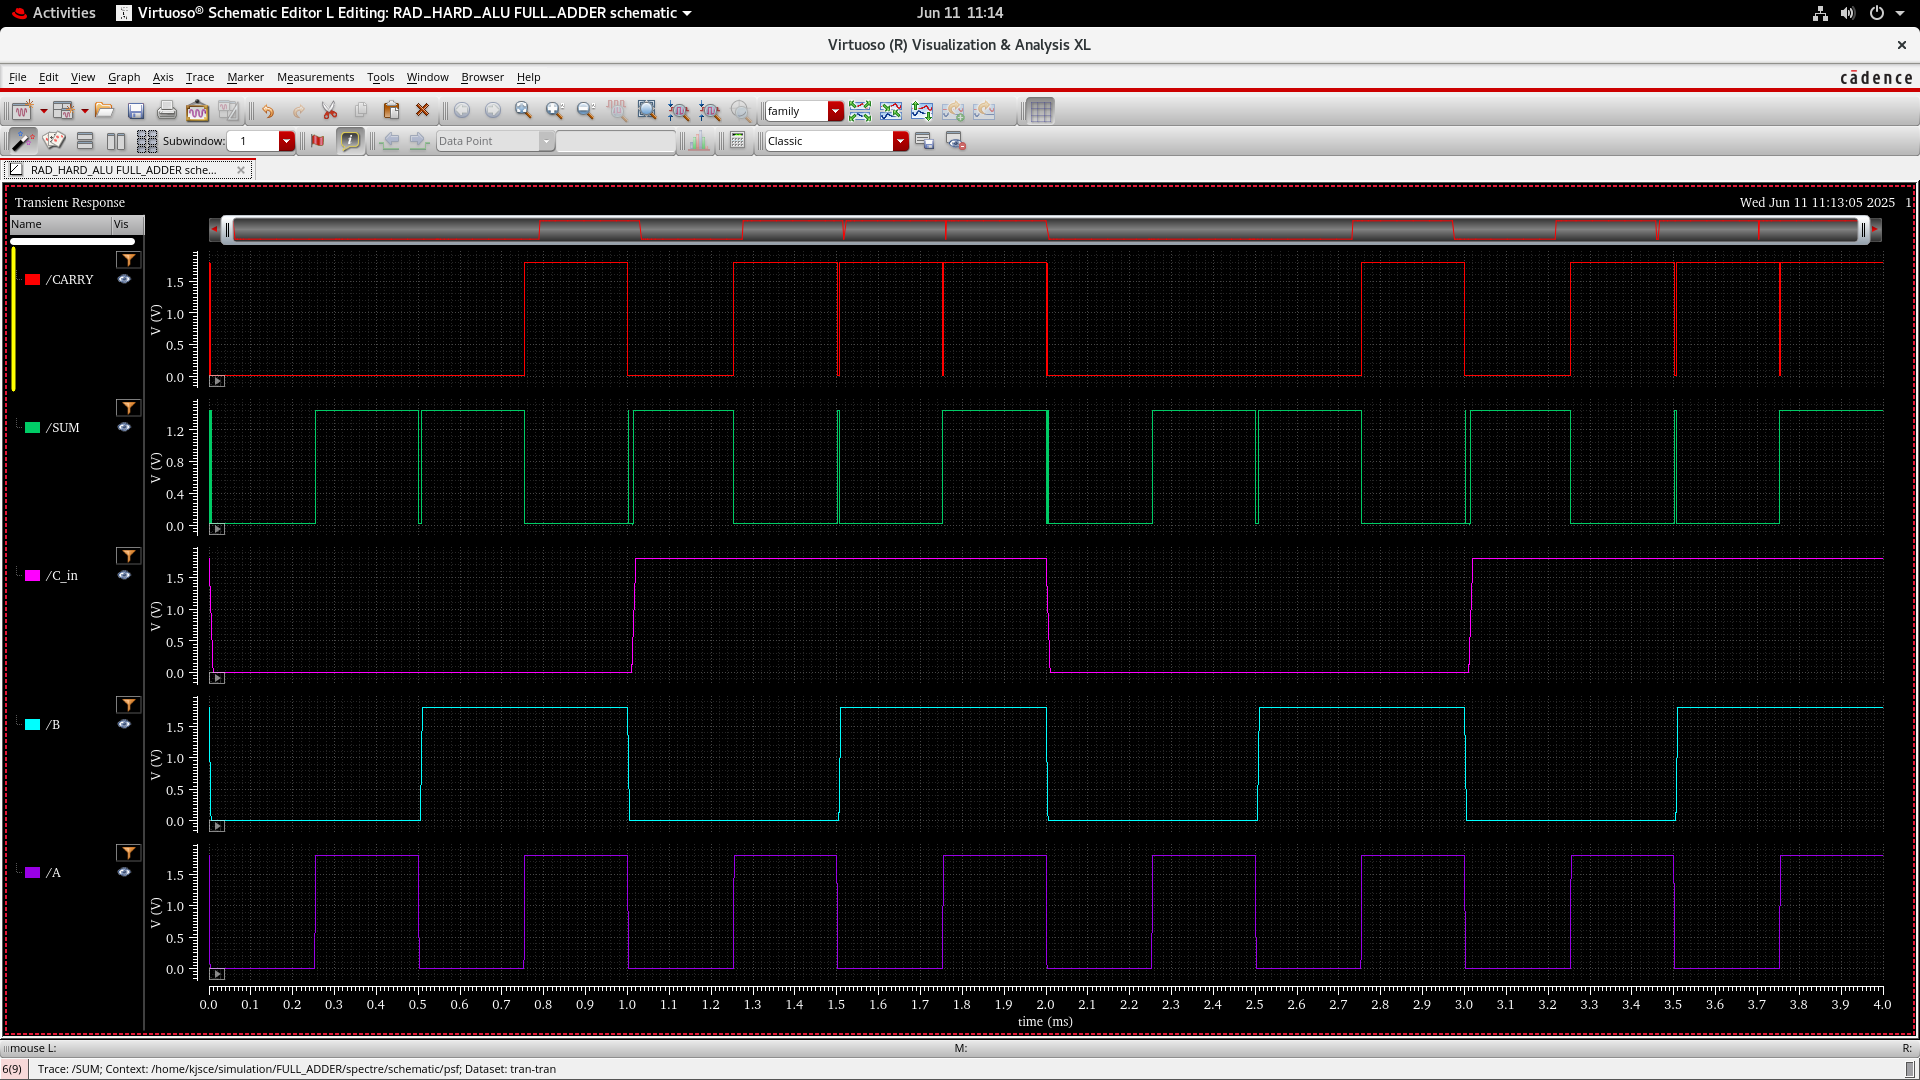 Activities
Virtuoso® Schematic Editor L Editing: RAD_HARD_ALU FULL_ADDER schematic
Jun 11 11:14
Virtuoso (R) Visualization & Analysis XL
File Edit View Graph Axis Trace Marker Measurements Tools Window Browser Help
cādence
family
Subwindow: 1
Data Point
Classic
RAD_HARD_ALU FULL_ADDER sche...
Transient Response
Wed Jun 11 11:13:05 2025 1
Name Vis
/CARRY
V (V)
1.5
1.0
0.5
0.0
/SUM
V (V)
1.2
0.8
0.4
0.0
/C_in
V (V)
1.5
1.0
0.5
0.0
/B
V (V)
1.5
1.0
0.5
0.0
/A
V (V)
1.5
1.0
0.5
0.0
0.0 0.1 0.2 0.3 0.4 0.5 0.6 0.7 0.8 0.9 1.0 1.1 1.2 1.3 1.4 1.5 1.6 1.7 1.8 1.9 2.0 2.1 2.2 2.3 2.4 2.5 2.6 2.7 2.8 2.9 3.0 3.1 3.2 3.3 3.4 3.5 3.6 3.7 3.8 3.9 4.0
time (ms)
mouse L: M: R:
6(9) Trace: /SUM; Context: /home/kjsce/simulation/FULL_ADDER/spectre/schematic/psf; Dataset: tran-tran